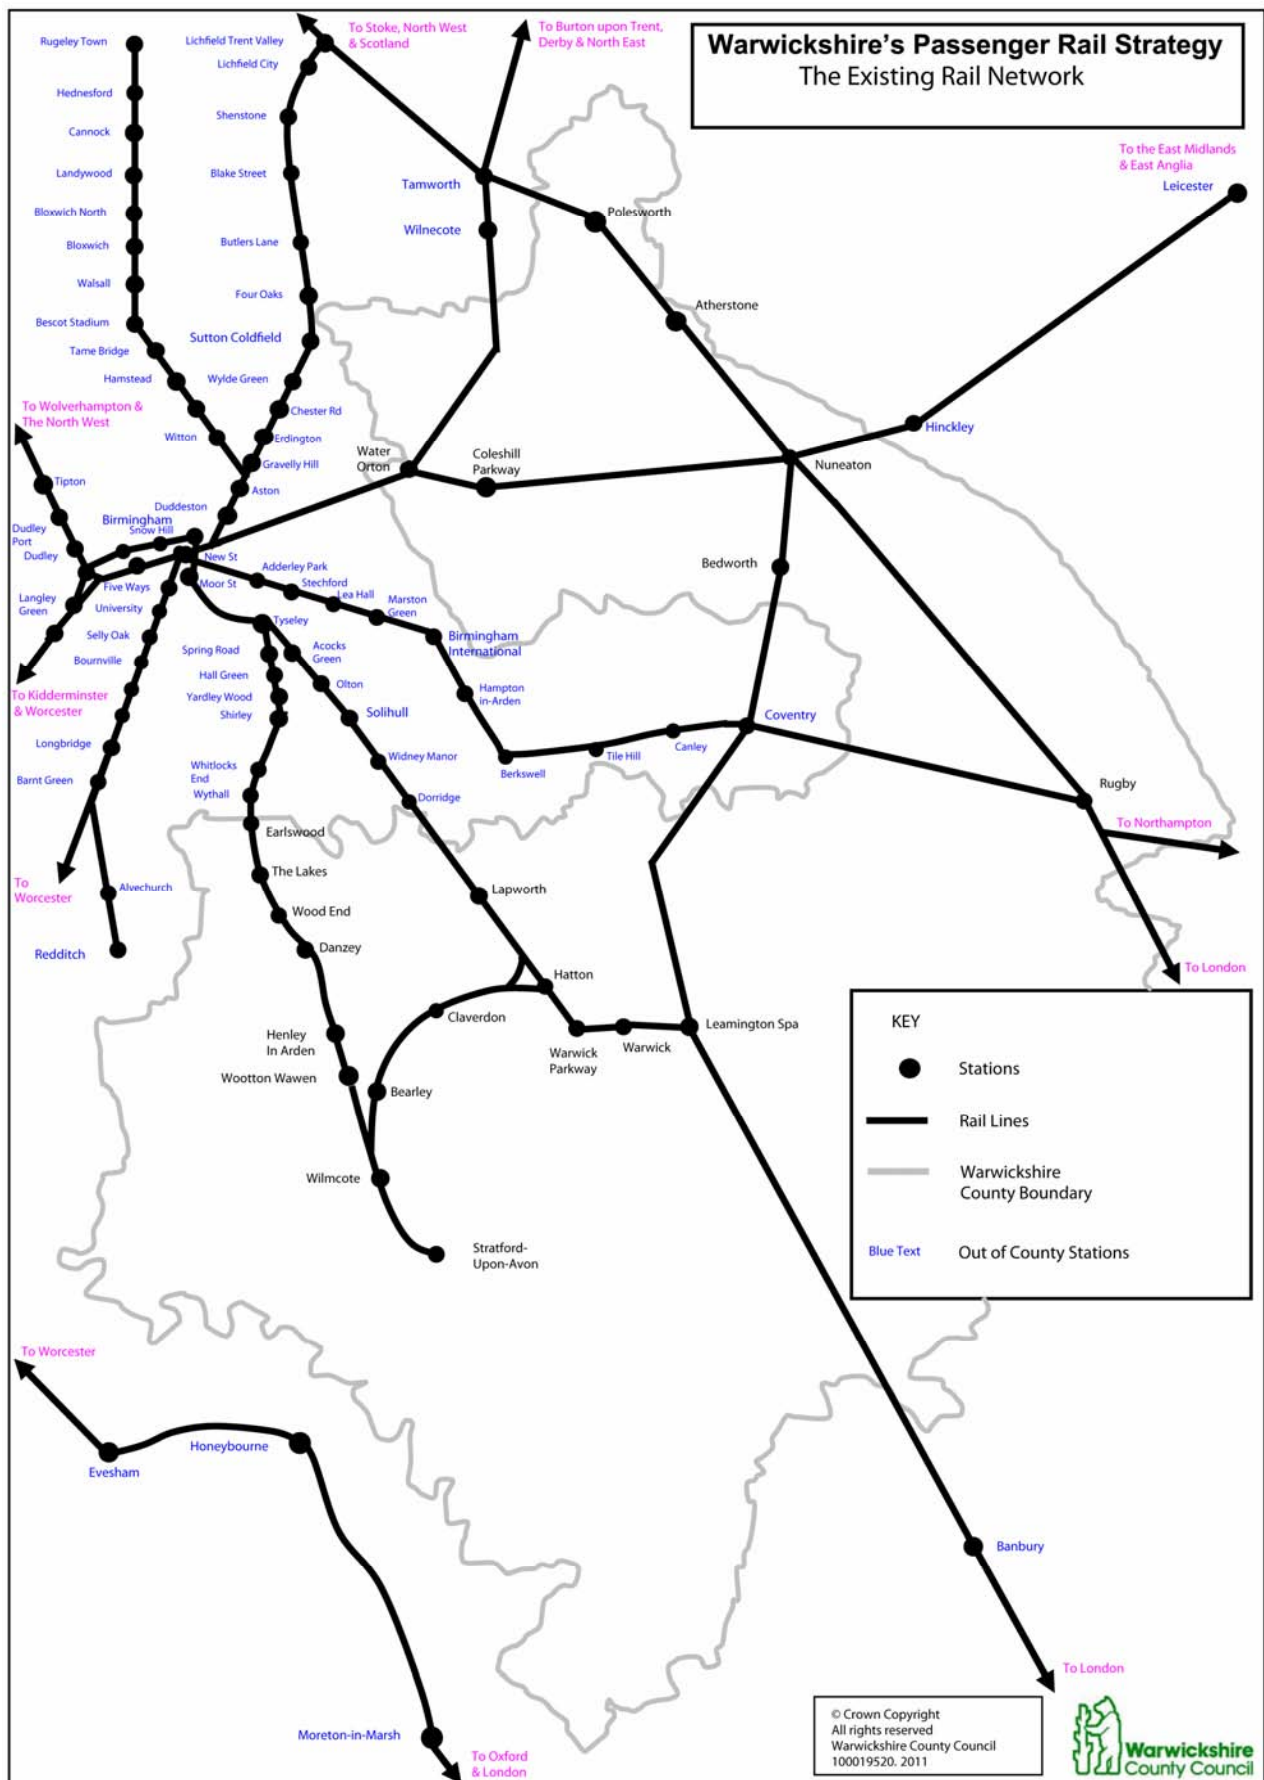 Warwickshire's Passenger Rail Strategy
The Existing Rail Network
To Stoke, North West
& Scotland
To Burton upon Trent,
Derby & North East
To the East Midlands
& East Anglia
Rugeley Town
Hednesford
Cannock
Landywood
Bloxwich North
Bloxwich
Walsall
Bescot Stadium
Tame Bridge
Hamstead
Witton
Lichfield Trent Valley
Lichfield City
Shenstone
Blake Street
Butlers Lane
Four Oaks
Sutton Coldfield
Wylde Green
Chester Rd
Erdington
Gravelly Hill
Aston
Duddeston
Tamworth
Wilnecote
Polesworth
Atherstone
Leicester
Hinckley
Nuneaton
Water
Orton
Coleshill
Parkway
Bedworth
To Wolverhampton &
The North West
Tipton
Dudley
Port
Dudley
Langley
Green
Birmingham
Snow Hill
New St
Moor St
Five Ways
University
Selly Oak
Bournville
To Kidderminster
& Worcester
Longbridge
Barnt Green
To
Worcester
Alvechurch
Redditch
Adderley Park
Stechford
Lea Hall
Marston
Green
Birmingham
International
Hampton
in-Arden
Berkswell
Tile Hill
Canley
Coventry
Rugby
To Northampton
To London
Tyseley
Spring Road
Hall Green
Yardley Wood
Shirley
Whitlocks
End
Wythall
Earlswood
The Lakes
Wood End
Danzey
Henley
In Arden
Wootton Wawen
Wilmcote
Stratford-
Upon-Avon
Acocks
Green
Olton
Solihull
Widney Manor
Dorridge
Lapworth
Hatton
Claverdon
Bearley
Warwick
Parkway
Warwick
Leamington Spa
KEY
Stations
Rail Lines
Warwickshire
County Boundary
Blue Text
Out of County Stations
To Worcester
Evesham
Honeybourne
Moreton-in-Marsh
To Oxford
& London
Banbury
To London
© Crown Copyright
All rights reserved
Warwickshire County Council
100019520. 2011
Warwickshire
County Council